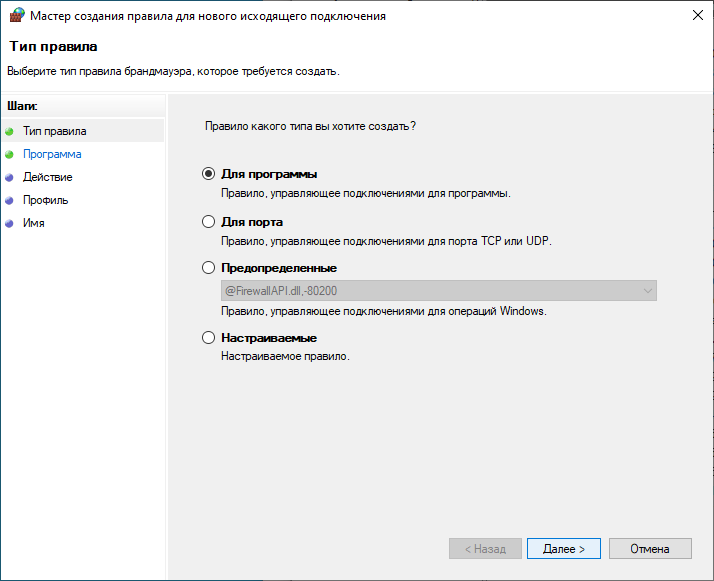 Мастер создания правила для нового исходящего подключения
Тип правила
Выберите тип правила брандмауэра, которое требуется создать.
Шаги:
Тип правила
Программа
Действие
Профиль
Имя
Правило какого типа вы хотите создать?
Для программы
Правило, управляющее подключениями для программы.
Для порта
Правило, управляющее подключениями для порта TCP или UDP.
Предопределенные
@FirewallAPI.dll,-80200
Правило, управляющее подключениями для операций Windows.
Настраиваемые
Настраиваемое правило.
< Назад
Далее >
Отмена